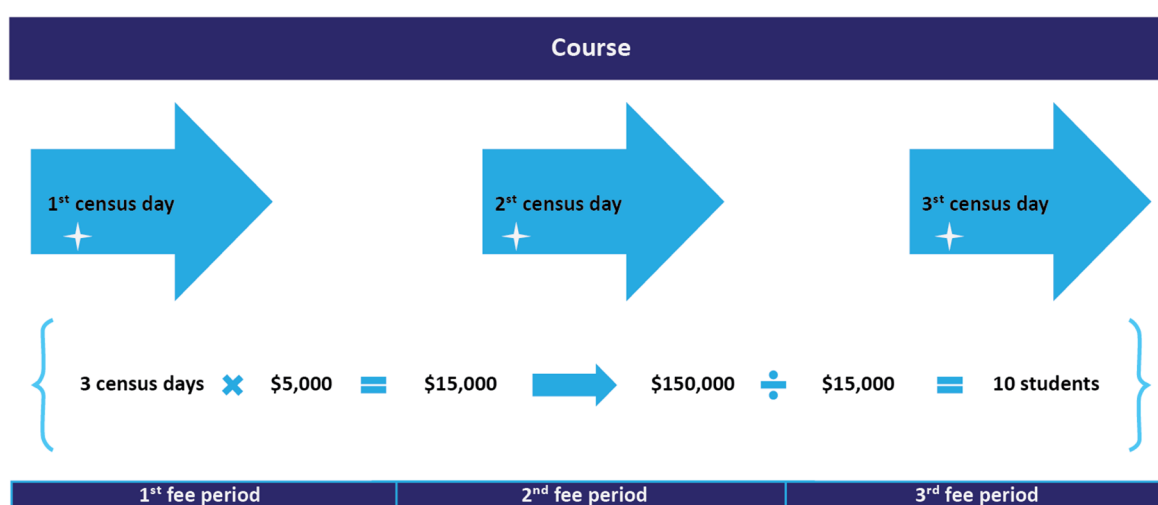 Course
1st census day
2st census day
3st census day
3 census days × $5,000 = $15,000 → $150,000 ÷ $15,000 = 10 students
1st fee period
2nd fee period
3rd fee period